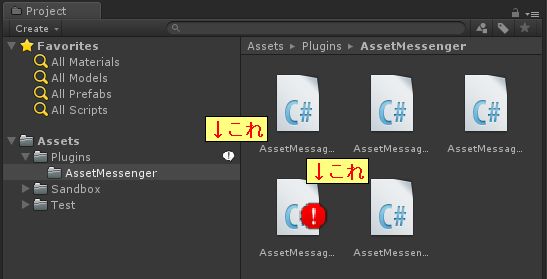 Project
Create
Favorites
All Materials
All Models
All Prefabs
All Scripts
Assets
Plugins
AssetMessenger
Sandbox
Test
Assets ▸ Plugins ▸ AssetMessenger
C# C# C#
↓これ
AssetMessag... AssetMessag... AssetMessag...
↓これ
C# ! C#
AssetMessag... AssetMessen...